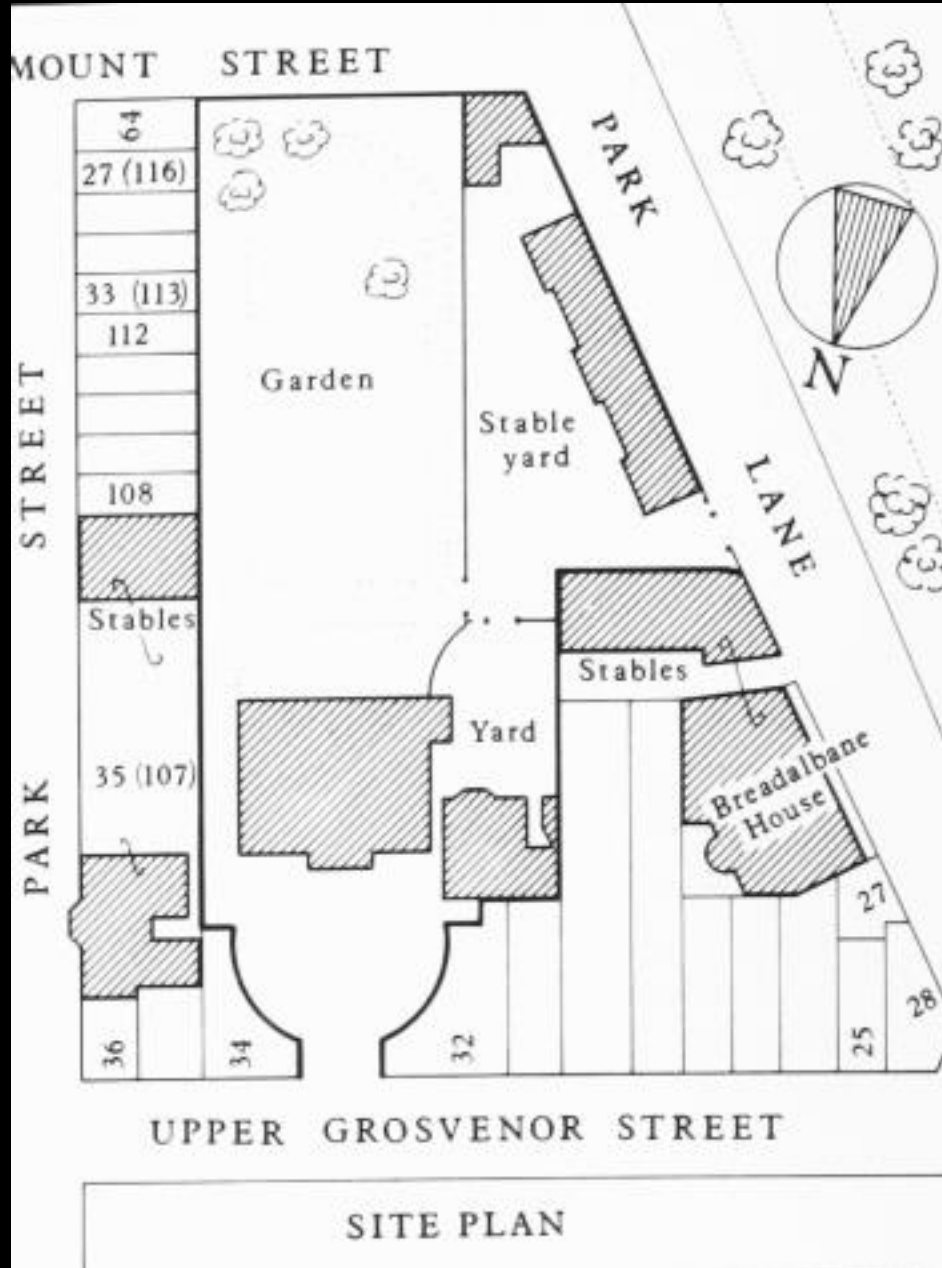 MOUNT STREET
64
27 (116)
33 (113)
112
108
Stables
35 (107)
36
34
32
25
27
28
PARK STREET
PARK LANE
N
Garden
Stable
yard
Stables
Yard
Breadalbane
House
UPPER GROSVENOR STREET
SITE PLAN